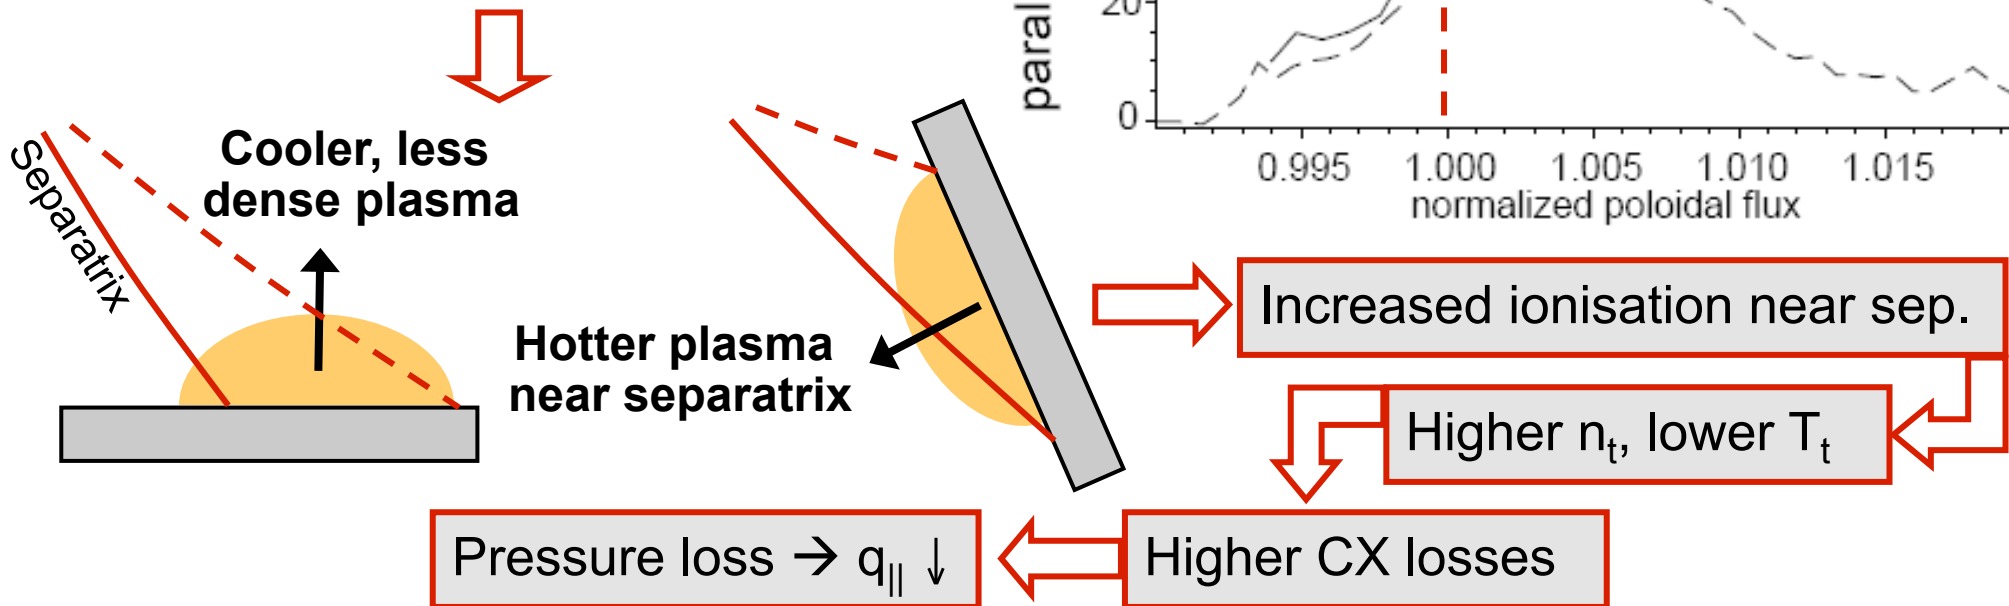 20
paral
0
0.995 1.000 1.005 1.010 1.015
normalized poloidal flux
Separatrix
Cooler, less
dense plasma
Hotter plasma
near separatrix
Increased ionisation near sep.
Higher nₜ, lower Tₜ
Higher CX losses
Pressure loss → q|| ↓